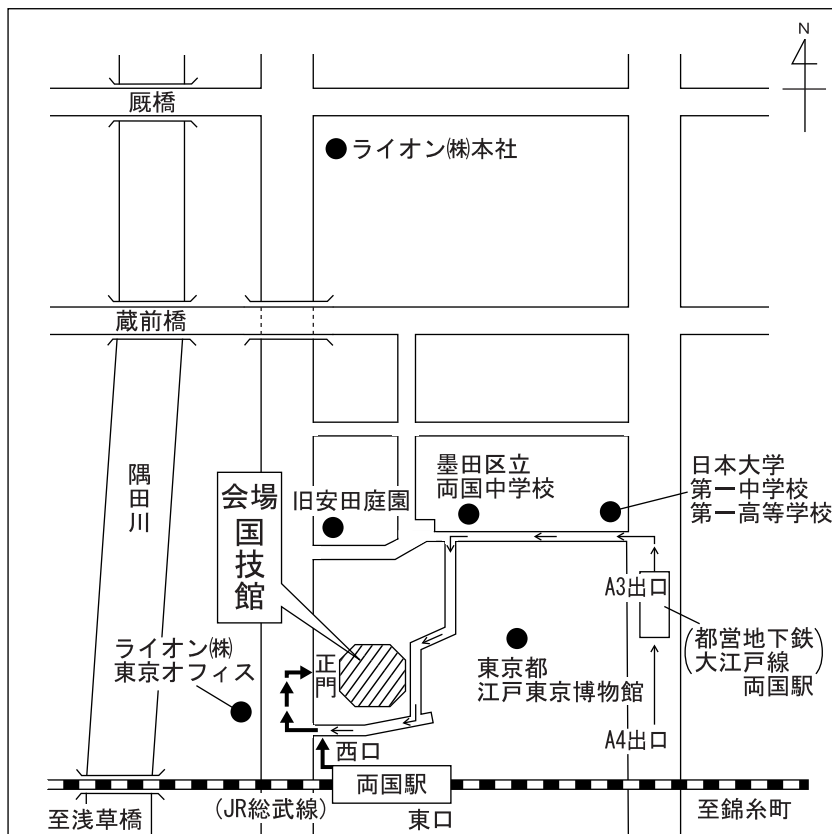 N
厩橋
ライオン㈱本社
蔵前橋
隅田川
会場
国技館
旧安田庭園
墨田区立
両国中学校
日本大学
第一中学校
第一高等学校
A3出口
(都営地下鉄
大江戸線)
両国駅
ライオン㈱
東京オフィス
正門
東京都
江戸東京博物館
A4出口
西口
両国駅
至浅草橋
(JR総武線)
東口
至錦糸町